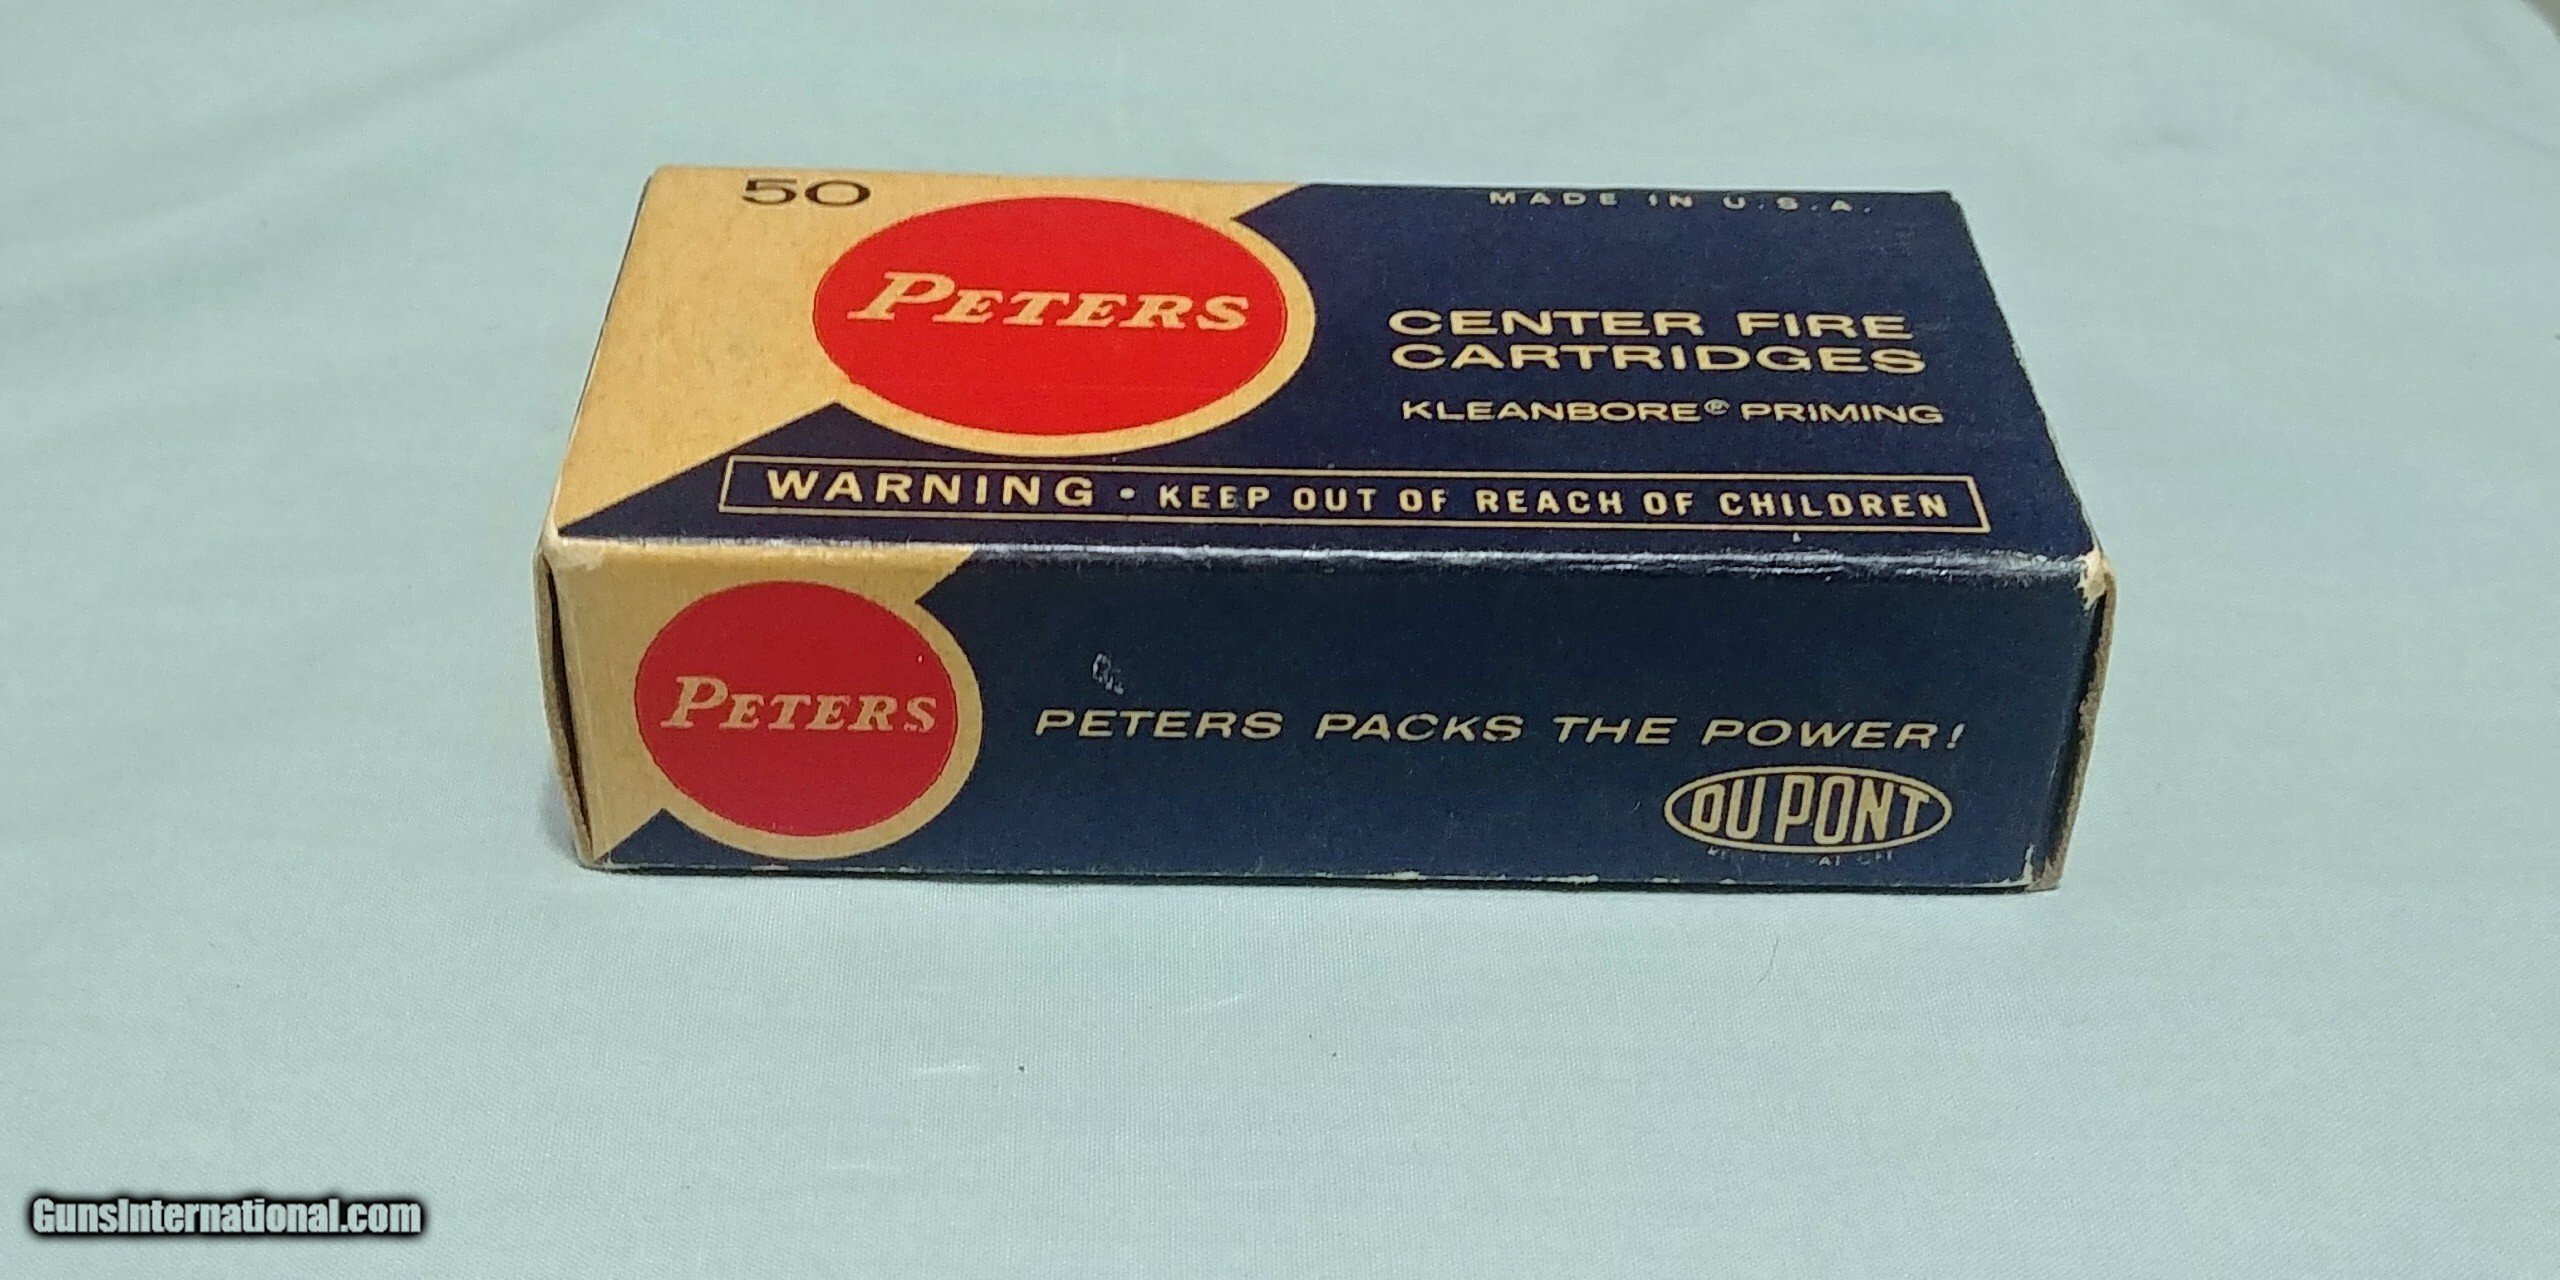 50
MADE IN U.S.A.
PETERS
CENTER FIRE
CARTRIDGES
KLEANBORE® PRIMING
WARNING • KEEP OUT OF REACH OF CHILDREN
PETERS
PETERS PACKS THE POWER!
DU PONT
GunsInternational.com